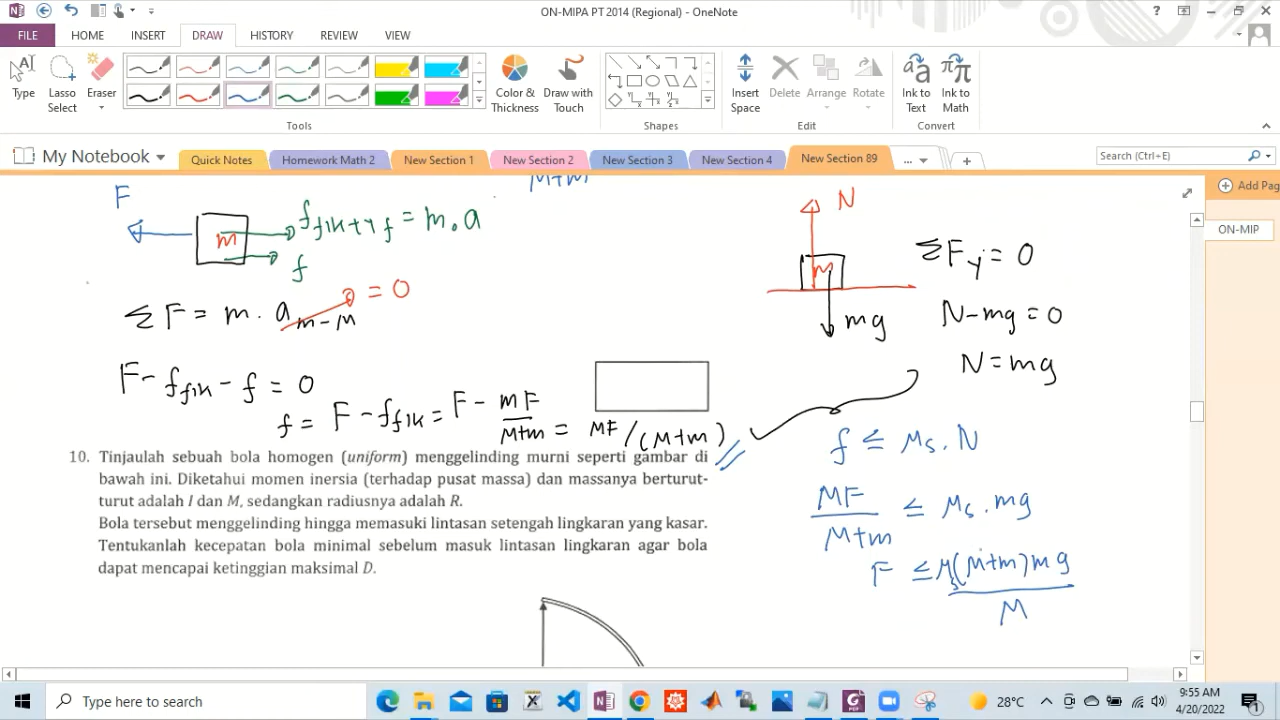 ON-MIPA PT 2014 (Regional) - OneNote
FILE HOME INSERT DRAW HISTORY REVIEW VIEW
Type
Lasso Select
Eraser
Color & Thickness
Draw with Touch
Insert Space
Delete
Arrange
Rotate
Ink to Text
Ink to Math
Tools
Shapes
Edit
Convert
My Notebook
Quick Notes
Homework Math 2
New Section 1
New Section 2
New Section 3
New Section 4
New Section 89
...
Search (Ctrl+E)
Add Pag
ON-MIP
M+m
F
m
f
N
m
mg
ΣFy = 0
N-mg = 0
N = mg
ΣF = m. a m-M = 0
F - ffik - f = 0
f = F - ffik = F - mF/M+m = MF/(M+m)
f ≤ μs. N
MF/M+m ≤ μs. mg
F ≤ μs(M+m)mg/M
10. Tinjaulah sebuah bola homogen (uniform) menggelinding murni seperti gambar di
bawah ini. Diketahui momen inersia (terhadap pusat massa) dan massanya berturut-
turut adalah I dan M, sedangkan radiusnya adalah R.
Bola tersebut menggelinding hingga memasuki lintasan setengah lingkaran yang kasar.
Tentukanlah kecepatan bola minimal sebelum masuk lintasan lingkaran agar bola
dapat mencapai ketinggian maksimal D.
Type here to search
28°C
9:55 AM
4/20/2022